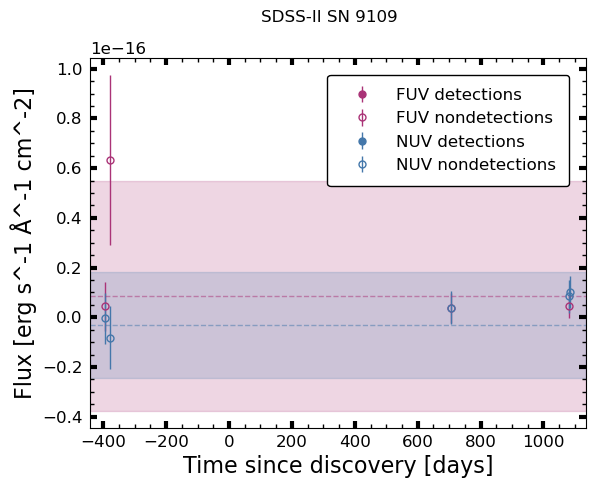 SDSS-II SN 9109
1e−16
FUV detections
FUV nondetections
NUV detections
NUV nondetections
1.0
0.8
0.6
0.4
0.2
0.0
−0.2
−0.4
Flux [erg s^-1 Å^-1 cm^-2]
−400 −200 0 200 400 600 800 1000
Time since discovery [days]